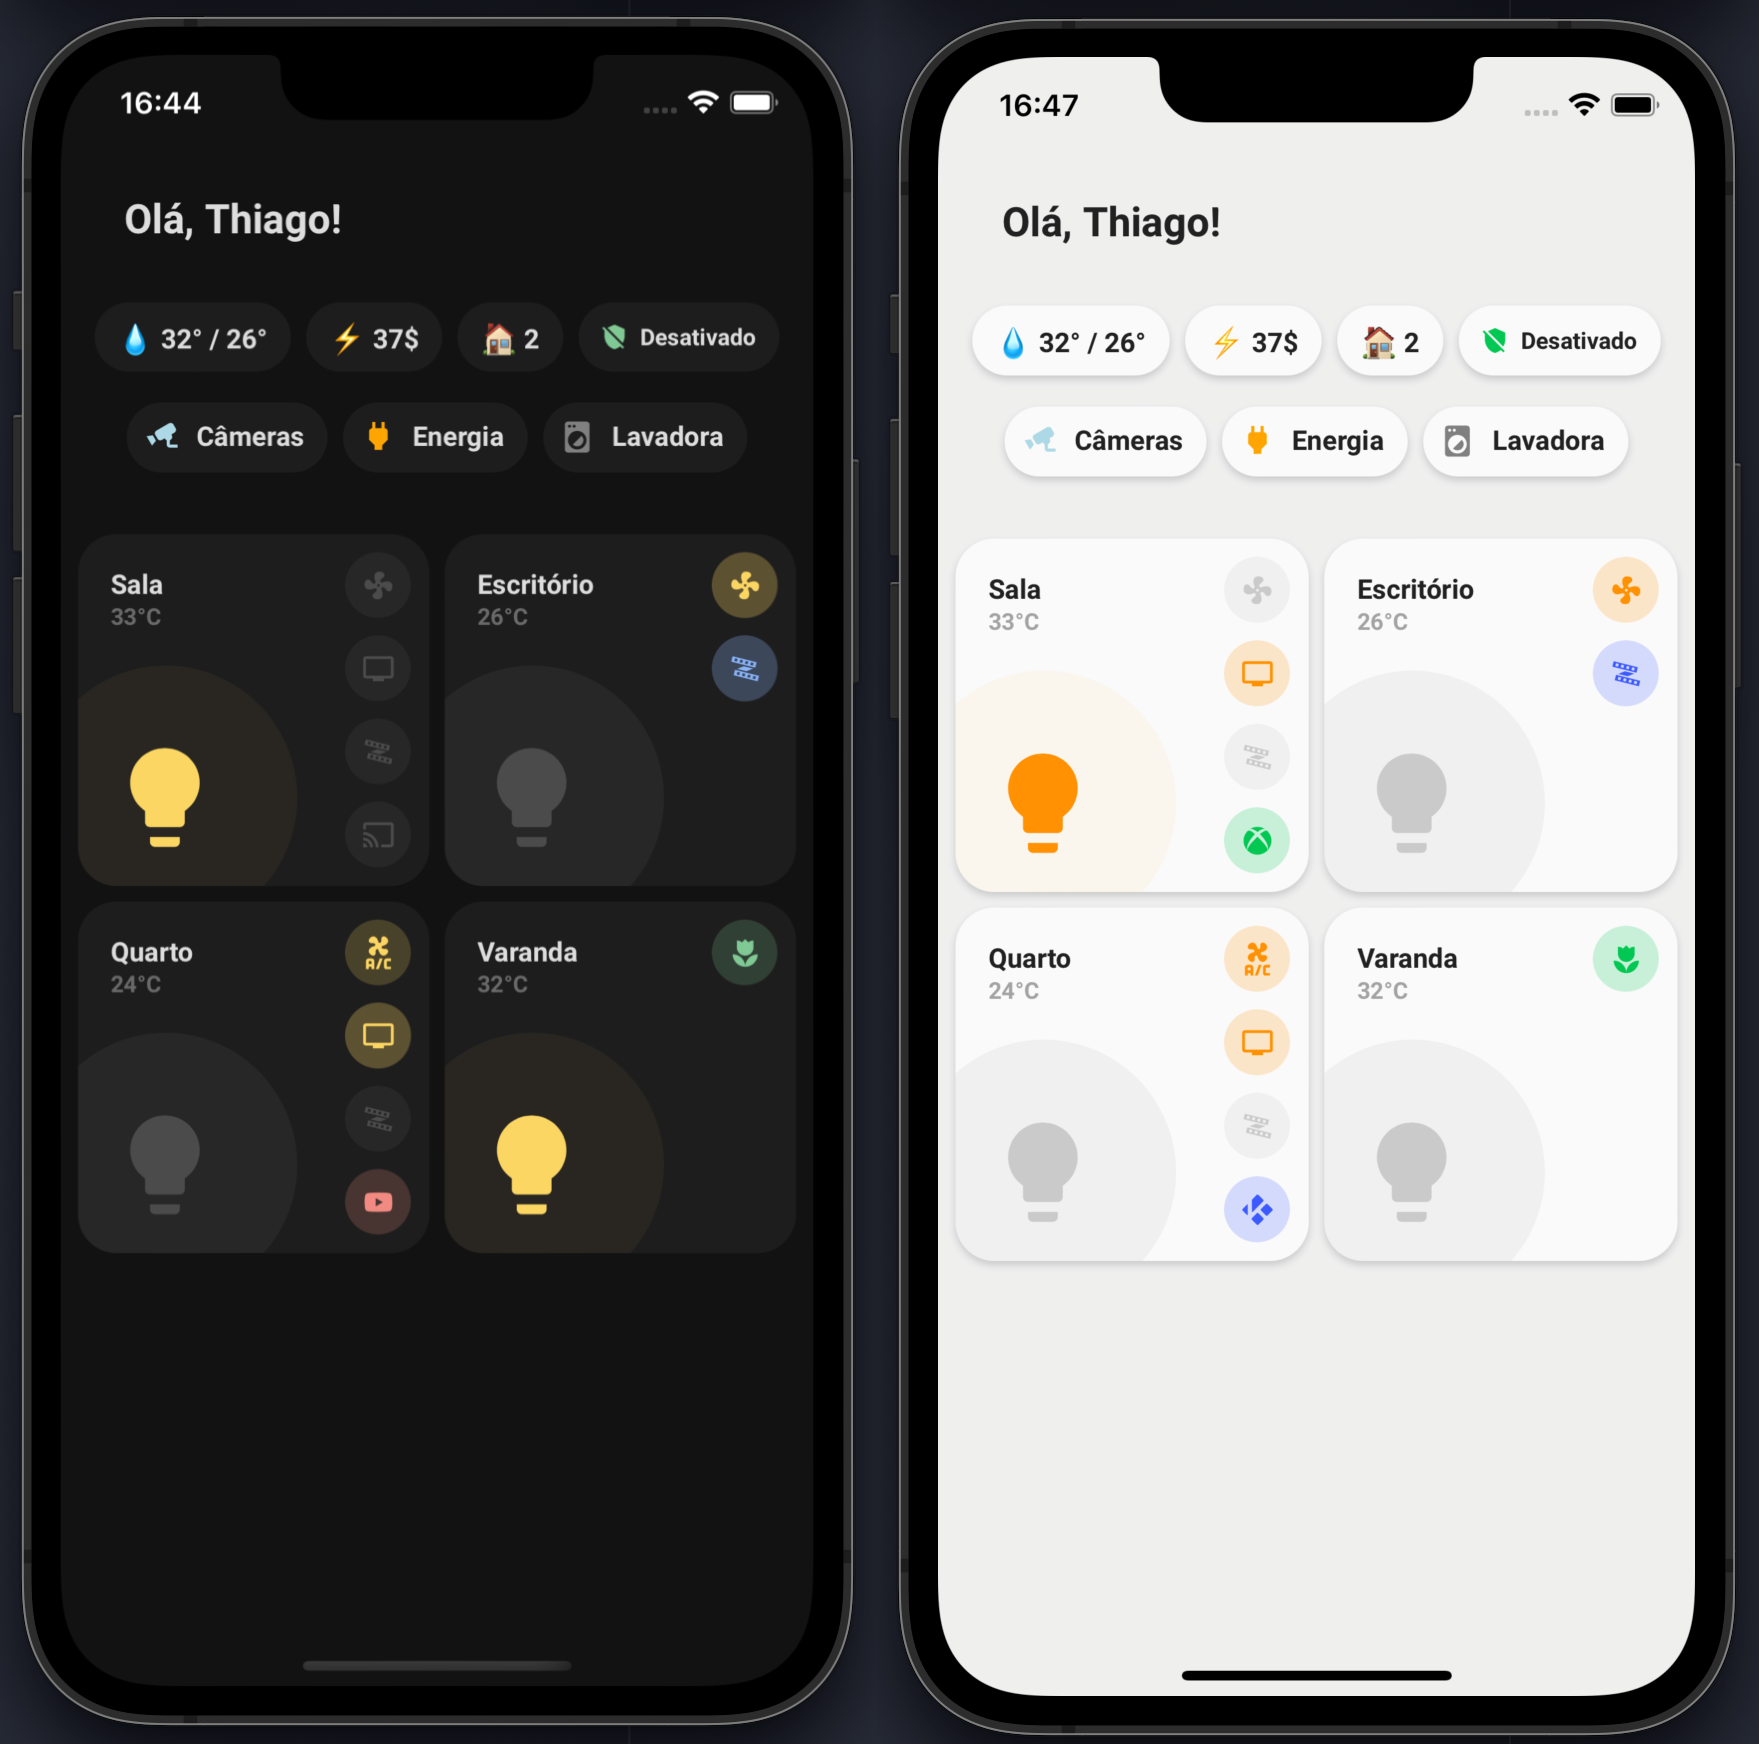 16:44
Olá, Thiago!
32° / 26°
37$
2
Desativado
Câmeras
Energia
Lavadora
Sala
33°C
Escritório
26°C
Quarto
A/C
24°C
Varanda
32°C
16:47
Olá, Thiago!
32° / 26°
37$
2
Desativado
Câmeras
Energia
Lavadora
Sala
33°C
Escritório
26°C
Quarto
A/C
24°C
Varanda
32°C